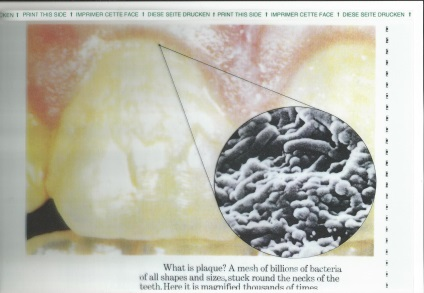 CKEN ↑ PRINT THIS SIDE ↑ IMPRIMER CETTE FACE ↑ DIESE SEITE DRUCKEN ↑ PRINT THIS SIDE ↑ IMPRIMER CETTE FACE ↑ DIESE SEITE DRUCKEN ↑
What is plaque? A mesh of billions of bacteria
of all shapes and sizes, stuck round the necks of the
teeth. Here it is magnified thousands of times